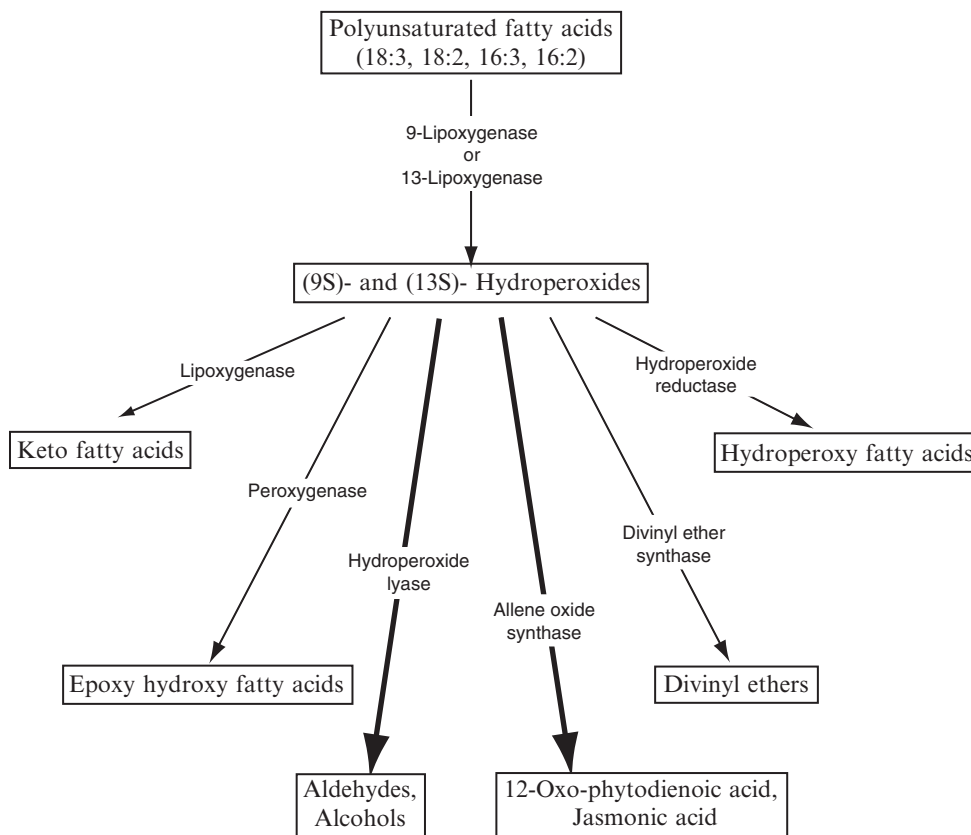 Polyunsaturated fatty acids
(18:3, 18:2, 16:3, 16:2)
9-Lipoxygenase
or
13-Lipoxygenase
(9S)- and (13S)- Hydroperoxides
Lipoxygenase
Hydroperoxide
reductase
Keto fatty acids
Hydroperoxy fatty acids
Peroxygenase
Hydroperoxide
lyase
Allene oxide
synthase
Divinyl ether
synthase
Epoxy hydroxy fatty acids
Divinyl ethers
Aldehydes,
Alcohols
12-Oxo-phytodienoic acid,
Jasmonic acid